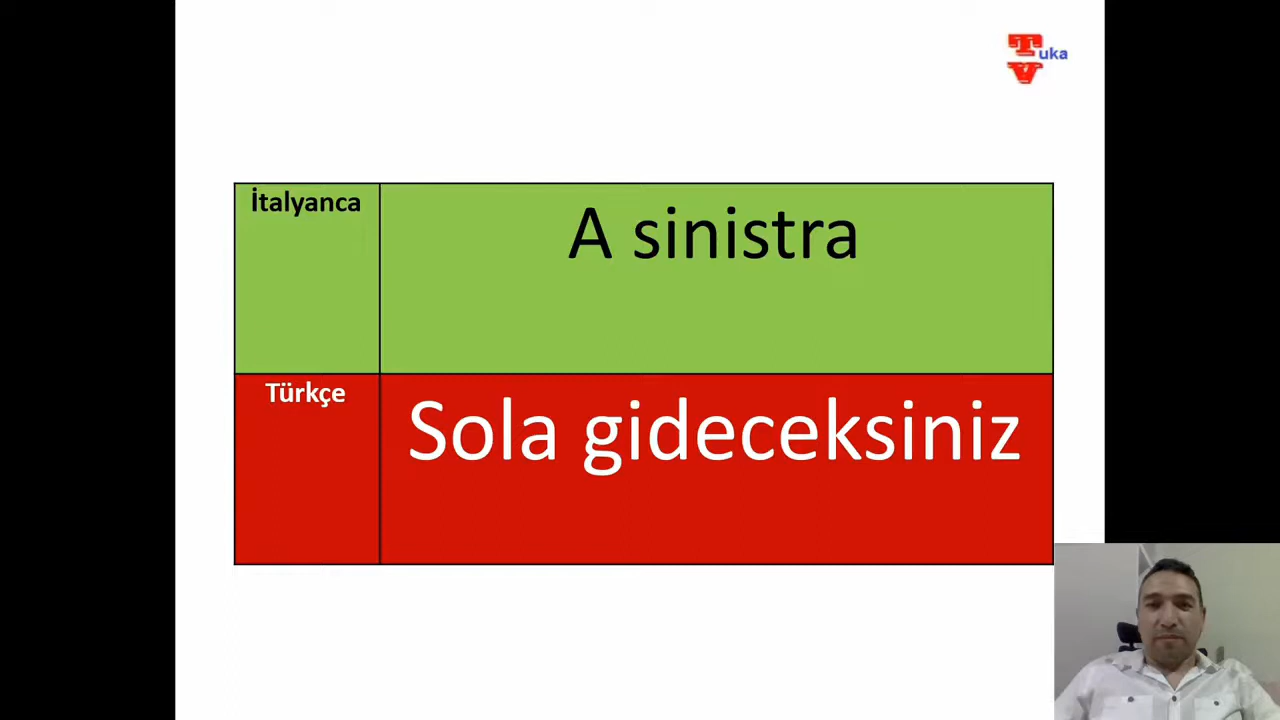 T uka
V
İtalyanca
A sinistra
Türkçe
Sola gideceksiniz